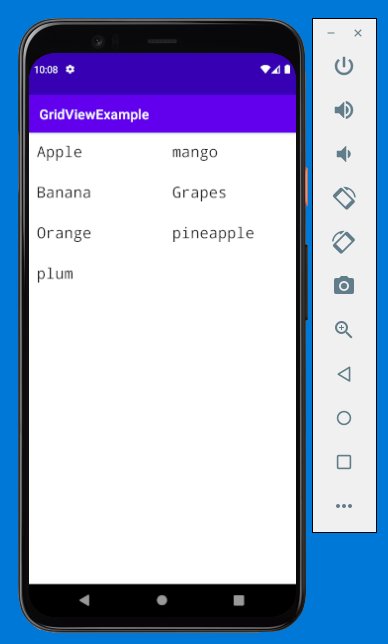 10:08
GridViewExample
Apple mango
Banana Grapes
Orange pineapple
plum